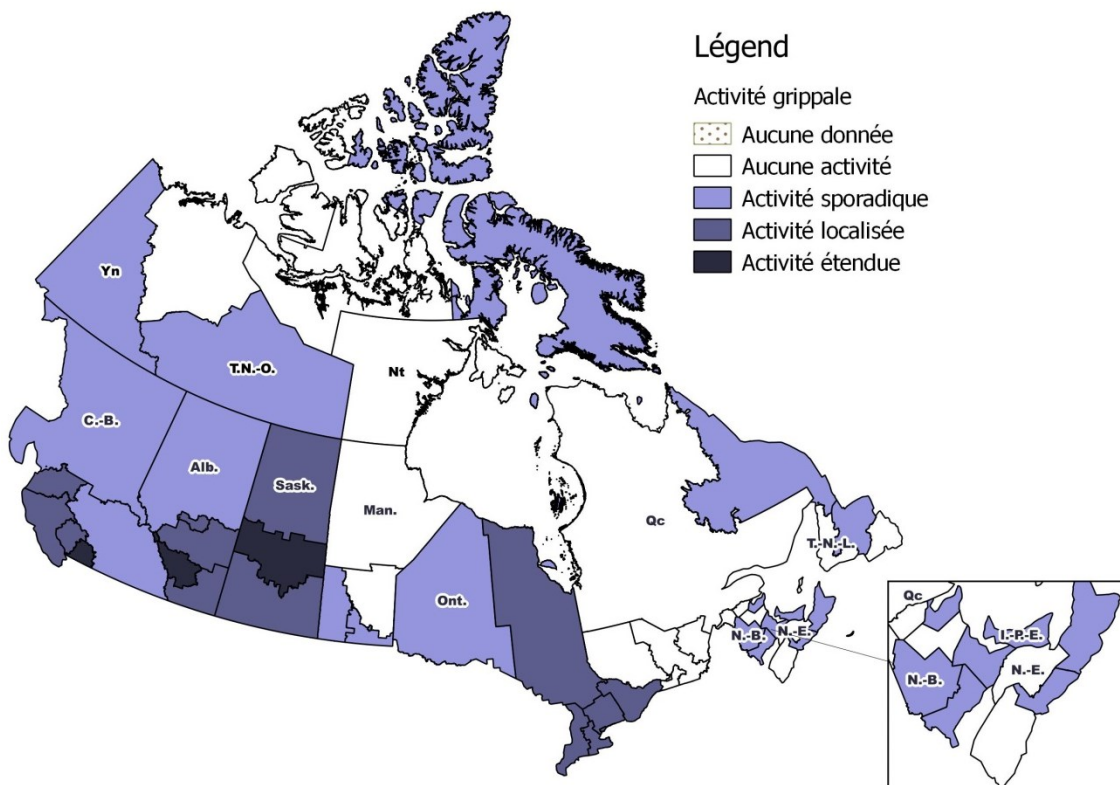 Légend
Activité grippale
Aucune donnée
Aucune activité
Activité sporadique
Activité localisée
Activité étendue
Yn
T.N.-O.
Nt
C.-B.
Alb.
Sask.
Man.
Ont.
Qc
T.-N.-L.
N.-B.
N.-E.
Qc
I.-P.-E.
N.-B.
N.-E.